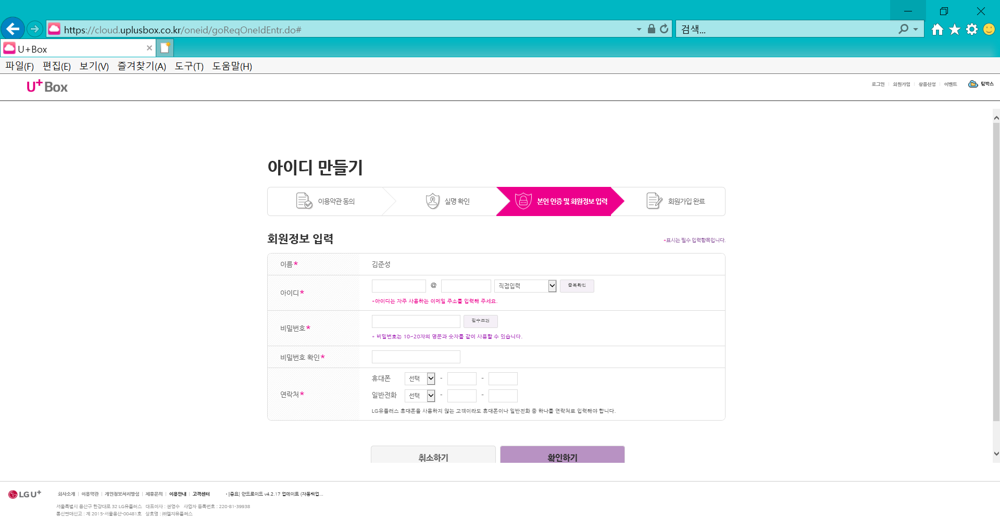 https://cloud.uplusbox.co.kr/oneid/goReqOneIdEntr.do#
검색...
U+Box
파일(F) 편집(E) 보기(V) 즐겨찾기(A) 도구(T) 도움말(H)
U+ Box
로그인 회원가입 상품신청 이벤트 팀박스
아이디 만들기
이용약관 동의 실명 확인 본인 인증 및 회원정보 입력 회원가입 완료
회원정보 입력
*표시는 필수 입력항목입니다.
이름* 김준성
아이디* @ 직접입력 중복확인
*아이디는 자주 사용하는 이메일 주소를 입력해 주세요.
비밀번호* 필수조건
* 비밀번호는 10~20자의 영문과 숫자를 같이 사용할 수 있습니다.
비밀번호 확인*
연락처*
휴대폰 선택 - -
일반전화 선택 - -
LG유플러스 휴대폰을 사용하지 않는 고객이라도 휴대폰이나 일반전화 중 하나를 연락처로 입력해야 합니다.
취소하기 확인하기
LG U+
회사소개 이용약관 개인정보처리방침 제휴문의 이용안내 고객센터
· [중요] 안드로이드 v4.2.17 업데이트 (자동백업...
서울특별시 용산구 한강대로 32 LG유플러스 대표이사 : 권영수 사업자 등록번호 : 220-81-39938
통신판매신고 : 제 2015-서울용산-00481호 상호명 : ㈜엘지유플러스